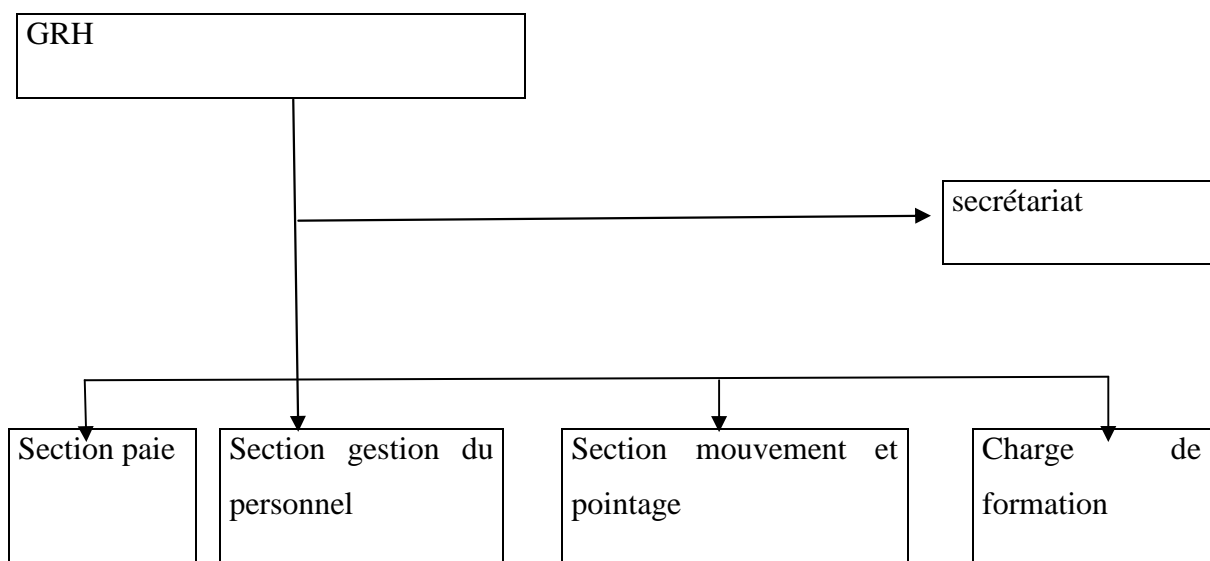 GRH
secrétariat
Section paie
Section gestion du
personnel
Section mouvement et
pointage
Charge de
formation